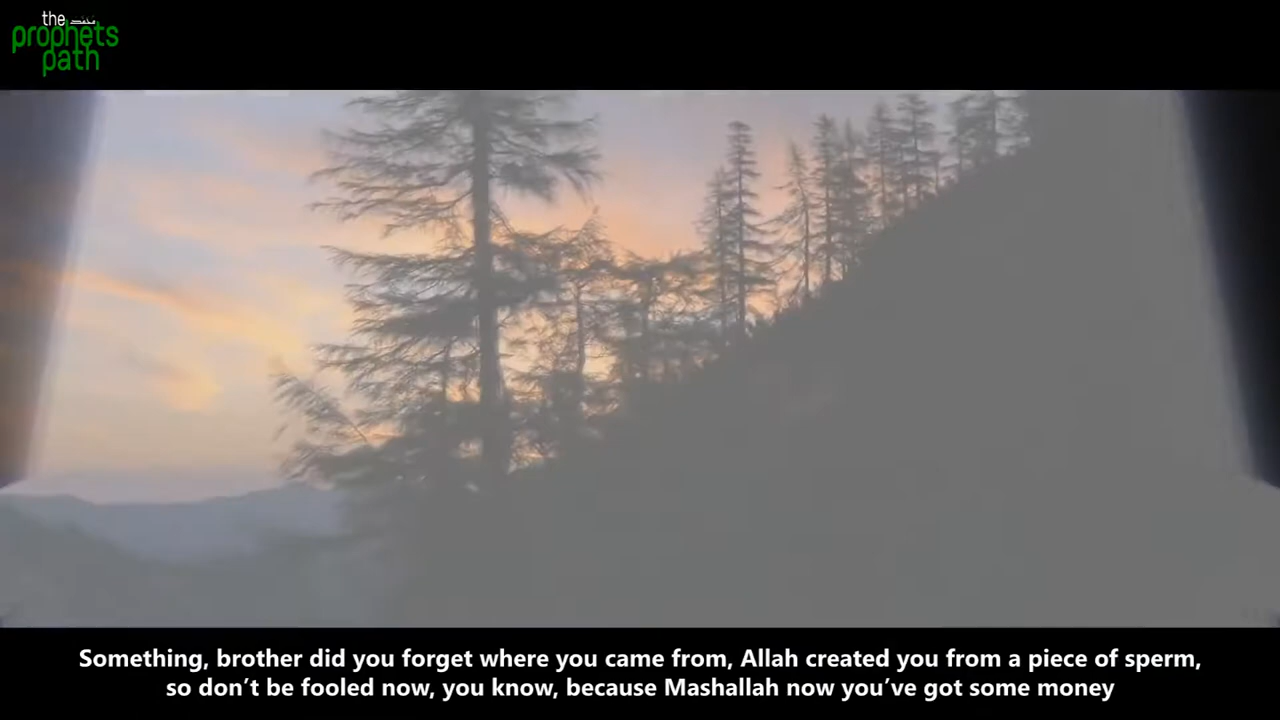 the محمد
prophets
path
Something, brother did you forget where you came from, Allah created you from a piece of sperm,
so don’t be fooled now, you know, because Mashallah now you’ve got some money